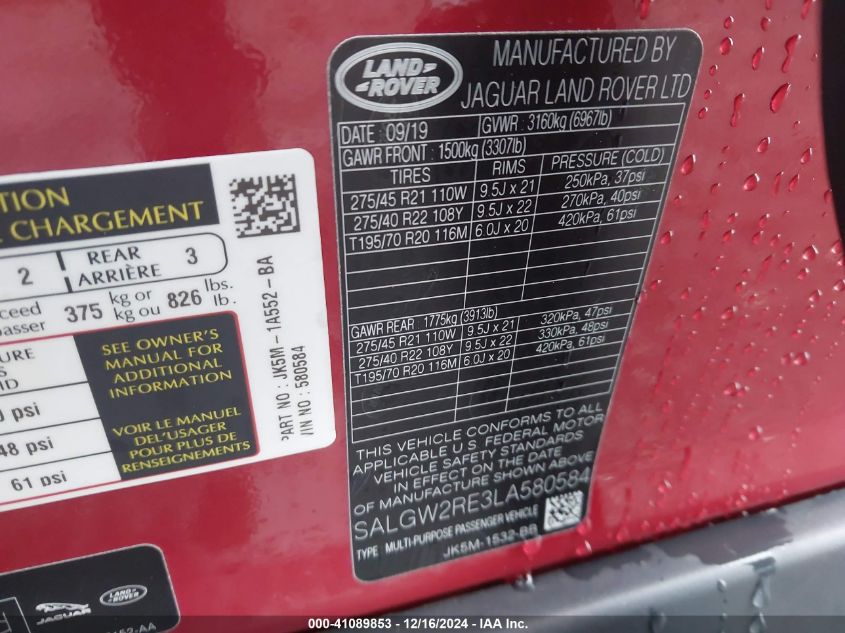 LAND
ROVER
MANUFACTURED BY
JAGUAR LAND ROVER LTD
DATE : 09/19
GVWR : 3160kg (6967lb)
GAWR FRONT : 1500kg (3307lb)
TIRES RIMS PRESSURE (COLD)
275/45 R21 110W 9.5J x 21 250kPa, 37psi
275/40 R22 108Y 9.5J x 22 270kPa, 40psi
T195/70 R20 116M 6.0J x 20 420kPa, 61psi
GAWR REAR : 1775kg (3913lb)
275/45 R21 110W 9.5J x 21 320kPa, 47psi
275/40 R22 108Y 9.5J x 22 330kPa, 48psi
T195/70 R20 116M 6.0J x 20 420kPa, 61psi
THIS VEHICLE CONFORMS TO ALL
APPLICABLE U.S. FEDERAL MOTOR
VEHICLE SAFETY STANDARDS
IN EFFECT ON THE DATE
OF MANUFACTURE SHOWN ABOVE
SALGW2RE3LA580584
TYPE MULTI-PURPOSE PASSENGER VEHICLE
JK5M-1532-BB
CHARGEMENT
2 REAR
ARRIÈRE 3
375 kg or
kg ou 826 lbs.
lb.
SEE OWNER'S
MANUAL FOR
ADDITIONAL
INFORMATION
VOIR LE MANUEL
DE L'USAGER
POUR PLUS DE
RENSEIGNEMENTS
psi
48 psi
61 psi
PART NO : JK5M-1A552-BA
VIN NO : 580584
JAGUAR
LAND
ROVER
000-41089853 / 12/16/2024 - IAA Inc.